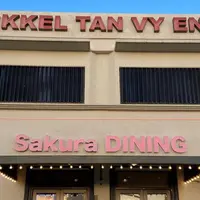 KKEL TAN VY EN
Sakura DINING